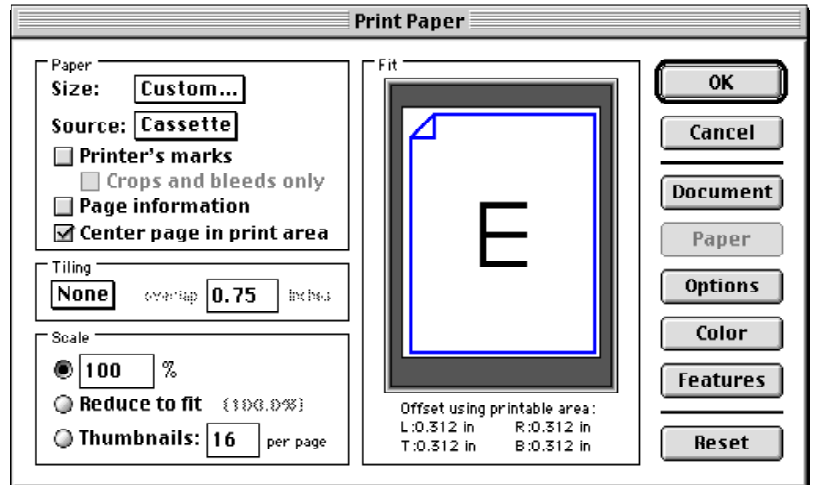 Print Paper
Paper
Size: Custom...
Source: Cassette
Printer's marks
Crops and bleeds only
Page information
Center page in print area
Tiling
None overlap 0.75 inches
Scale
100 %
Reduce to fit (100.0%)
Thumbnails: 16 per page
Fit
E
Offset using printable area:
L:0.312 in R:0.312 in
T:0.312 in B:0.312 in
OK
Cancel
Document
Paper
Options
Color
Features
Reset